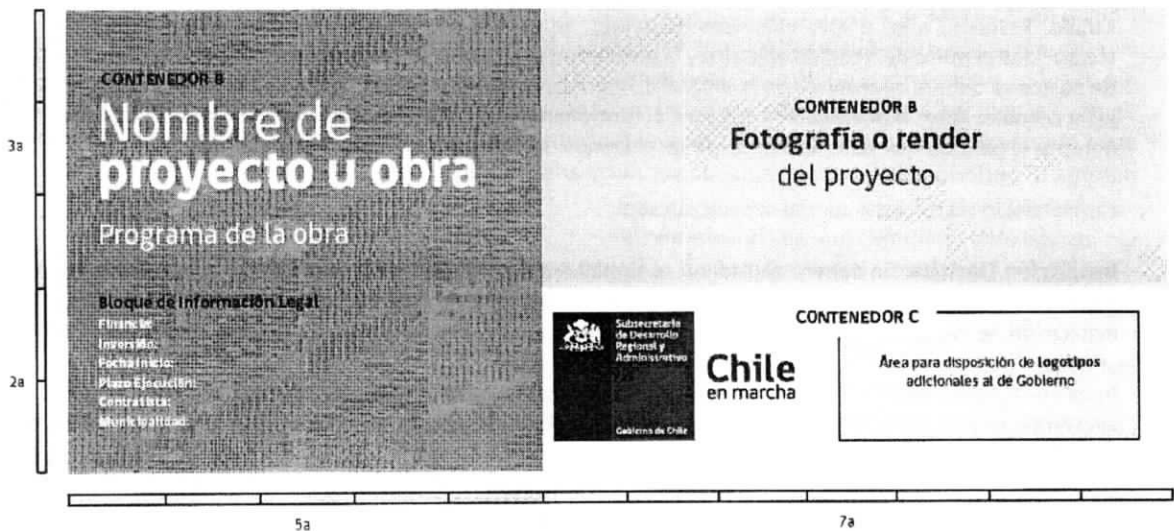 3a
2a
CONTENEDOR B
Nombre de
proyecto u obra
Programa de la obra
Bloque de Información Legal
Financia:
Inversión:
Fecha Inicio:
Plazo Ejecución:
Contratista:
Municipalidad:
CONTENEDOR B
Fotografía o render
del proyecto
Subsecretaría
de Desarrollo
Regional y
Administrativo
Gobierno de Chile
Chile
en marcha
CONTENEDOR C
Área para disposición de logotipos
adicionales al de Gobierno
5a
7a